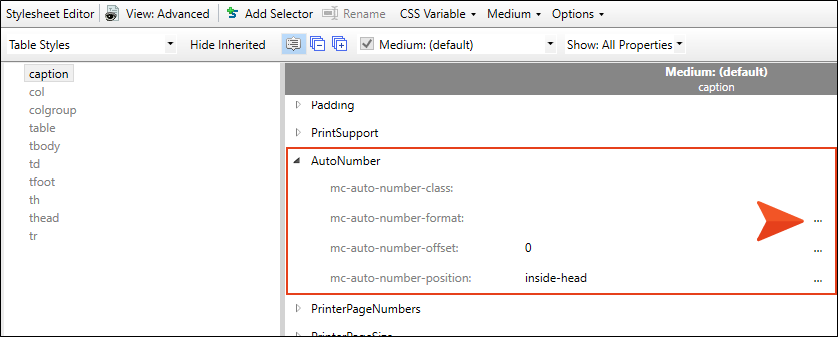 Stylesheet Editor View: Advanced Add Selector Rename CSS Variable Medium Options
Table Styles Hide Inherited Medium: (default) Show: All Properties
caption
col
colgroup
table
tbody
td
tfoot
th
thead
tr
Medium: (default)
caption
Padding
PrintSupport
AutoNumber
mc-auto-number-class:
mc-auto-number-format: ...
mc-auto-number-offset: 0 ...
mc-auto-number-position: inside-head ...
PrinterPageNumbers
PrinterPageSize